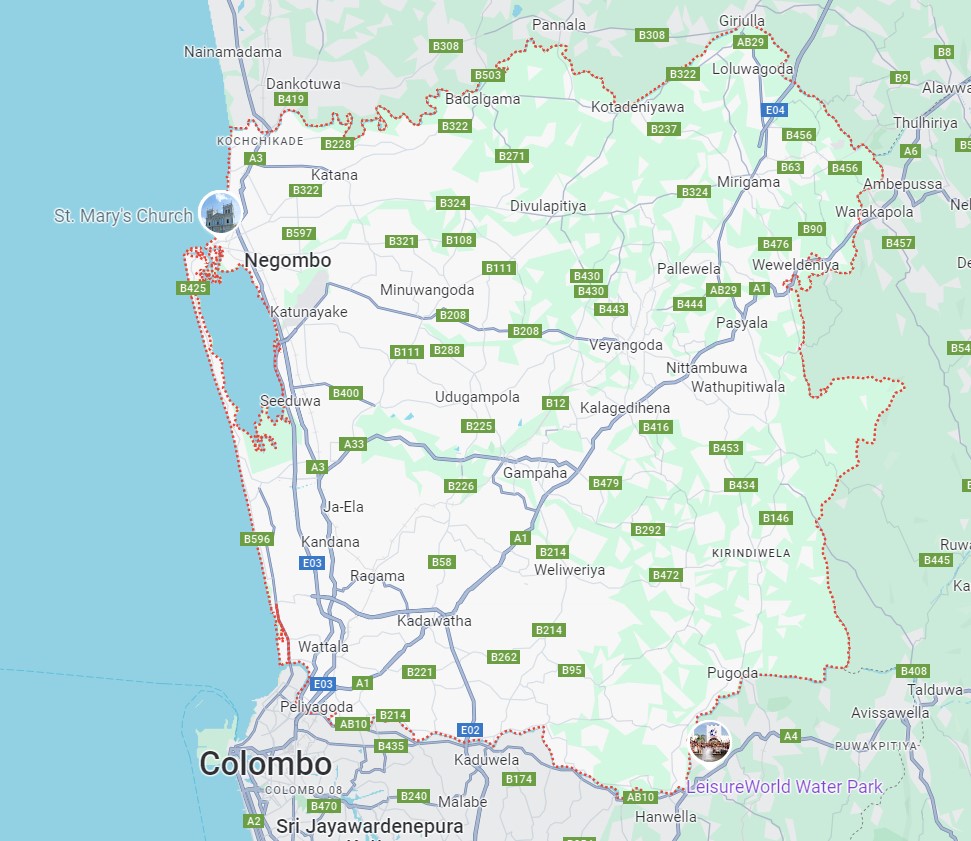 Pannala
Giriulla
B308
B308
AB29
Nainamadama
B8
B503
B322
Loluwagoda
B9
Dankotuwa
B419
Badalgama
Kotadeniyawa
E04
Thulhiriya
B322
B237
B456
KOCHCHIKADE
B228
A3
B271
A6
B63
B456
Katana
B322
B324
Mirigama
Ambepussa
B324
Divulapitiya
Warakapola
St. Mary's Church
B597
B321
B108
B476
B90
B457
Negombo
B111
Pallewela
Weweldeniya
B425
B430
B430
AB29
A1
Minuwangoda
B444
B443
Katunayake
B208
B208
Pasyala
B111
B288
Veyangoda
Nittambuwa
Wathupitiwala
B400
Seeduwa
Udugampola
B12
Kalagedihena
B225
B416
A33
B453
A3
Gampaha
B226
B479
B434
Ja-Ela
B146
B292
B596
Kandana
A1
B214
KIRINDIWELA
E03
B58
B445
Ragama
Weliweriya
B472
Kadawatha
B214
Wattala
B262
B221
B95
Pugoda
B408
E03
A1
Talduwa
Peliyagoda
B214
AB10
Avissawella
E02
A4
B435
PUWAKPITIYA
Colombo
Kaduwela
B174
LeisureWorld Water Park
COLOMBO 08
B240
AB10
B470
Malabe
Hanwella
A2
Sri Jayawardenepura